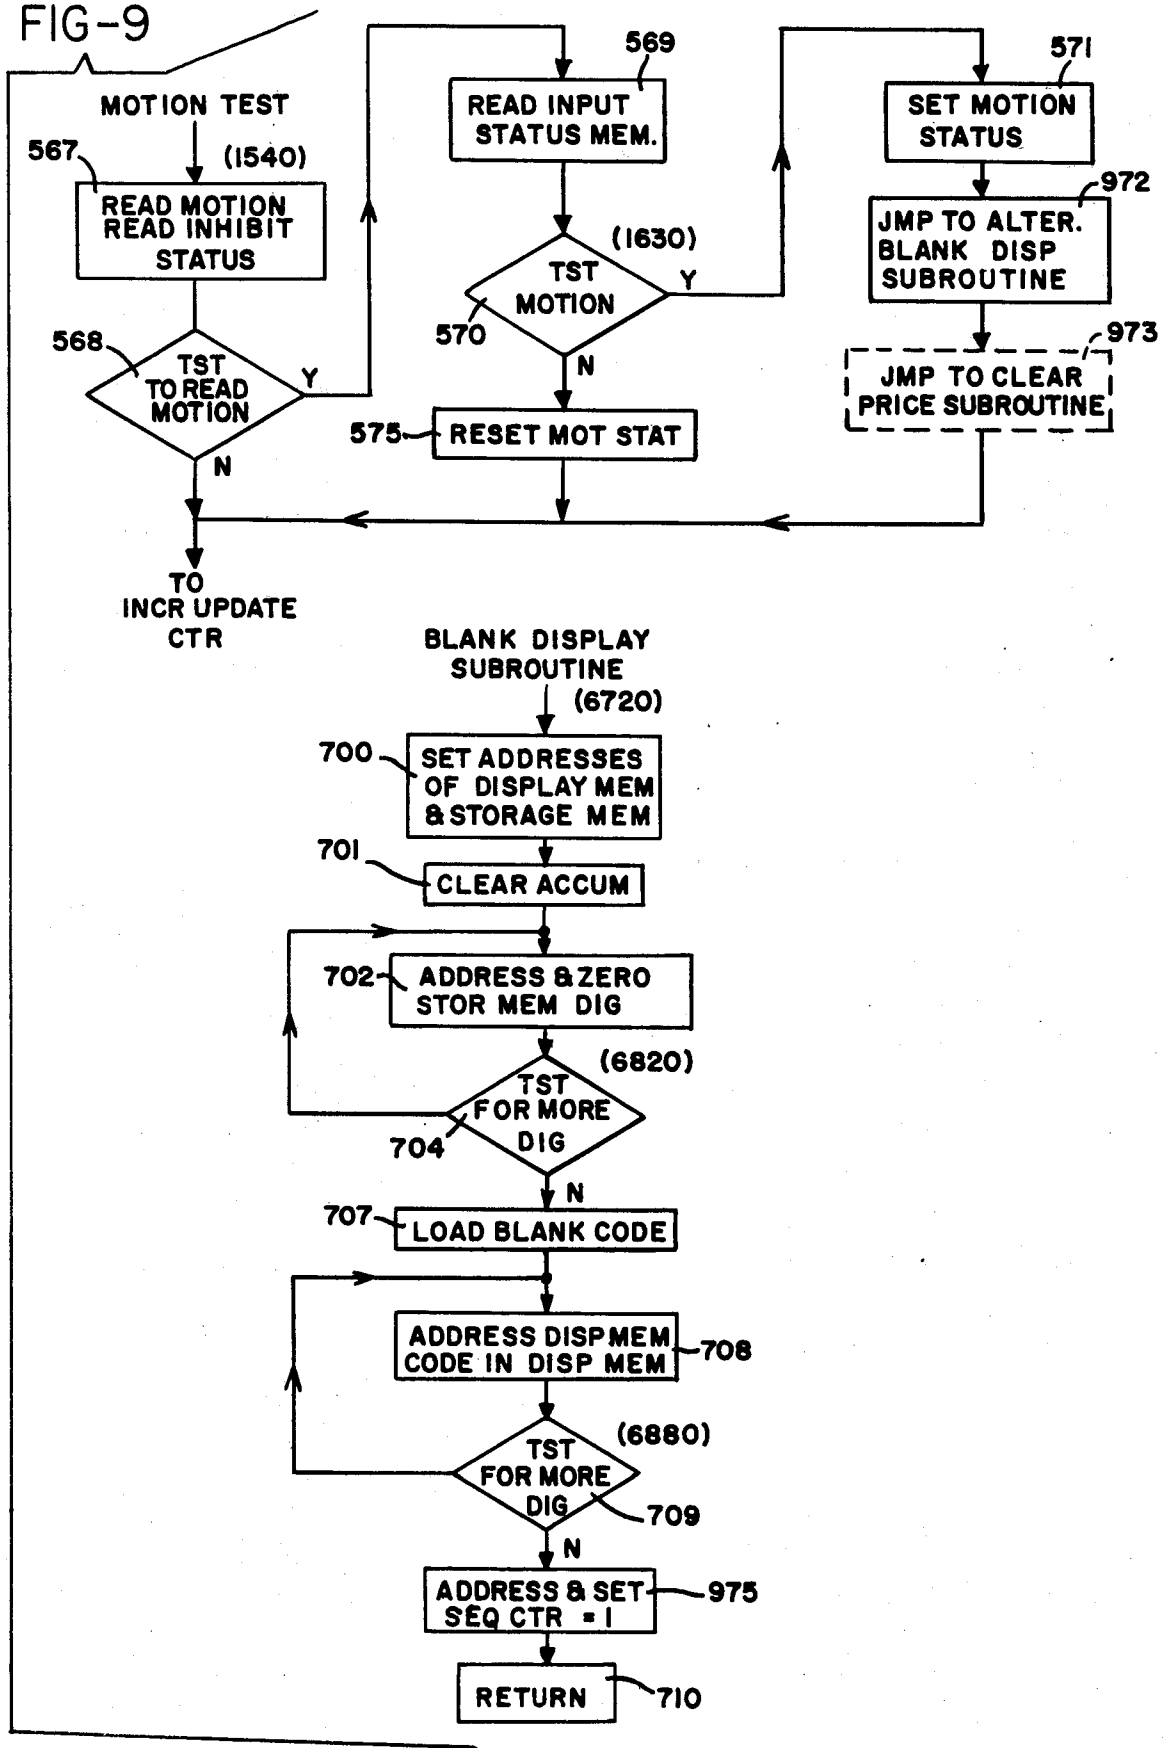 FIG-9
MOTION TEST
567
(1540)
READ MOTION
READ INHIBIT
STATUS
568
TST
TO READ
MOTION
Y
N
569
READ INPUT
STATUS MEM.
(1630)
TST
MOTION
570
Y
N
575
RESET MOT STAT
571
SET MOTION
STATUS
972
JMP TO ALTER.
BLANK DISP
SUBROUTINE
973
JMP TO CLEAR
PRICE SUBROUTINE
TO
INCR UPDATE
CTR
BLANK DISPLAY
SUBROUTINE
(6720)
700
SET ADDRESSES
OF DISPLAY MEM
& STORAGE MEM
701
CLEAR ACCUM
702
ADDRESS & ZERO
STOR MEM DIG
(6820)
TST
FOR MORE
DIG
704
N
707
LOAD BLANK CODE
ADDRESS DISP MEM
CODE IN DISP MEM
708
(6880)
TST
FOR MORE
DIG
709
N
ADDRESS & SET
SEQ CTR = 1
975
RETURN
710